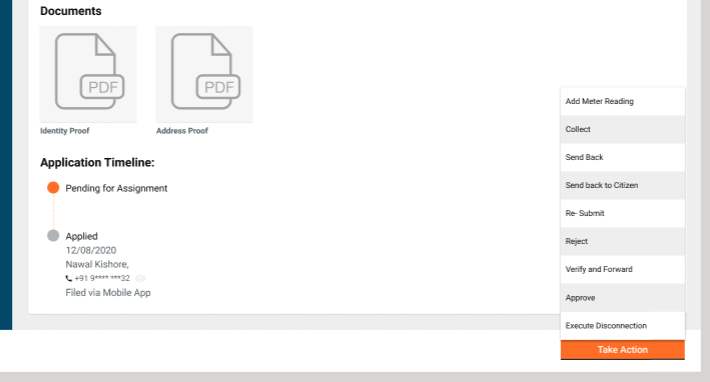 Documents
PDF
PDF
Identity Proof
Address Proof
Application Timeline:
Pending for Assignment
Applied
12/08/2020
Nawal Kishore,
+91 9**** ***32
Filed via Mobile App
Add Meter Reading
Collect
Send Back
Send back to Citizen
Re- Submit
Reject
Verify and Forward
Approve
Execute Disconnection
Take Action